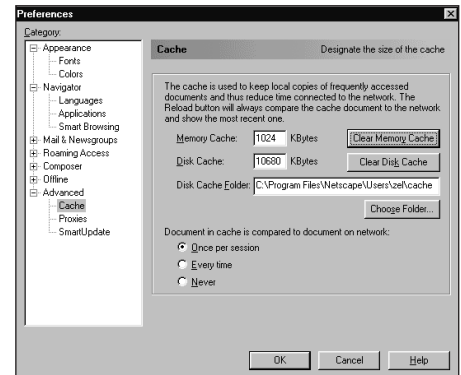 Preferences
Category:
Appearance
Fonts
Colors
Navigator
Languages
Applications
Smart Browsing
Mail & Newsgroups
Roaming Access
Composer
Offline
Advanced
Cache
Proxies
SmartUpdate
Cache Designate the size of the cache
The cache is used to keep local copies of frequently accessed
documents and thus reduce time connected to the network. The
Reload button will always compare the cache document to the network
and show the most recent one.
Memory Cache: 1024 KBytes Clear Memory Cache
Disk Cache: 10680 KBytes Clear Disk Cache
Disk Cache Folder: C:\Program Files\Netscape\Users\zel\cache
Choose Folder...
Document in cache is compared to document on network:
Once per session
Every time
Never
OK Cancel Help